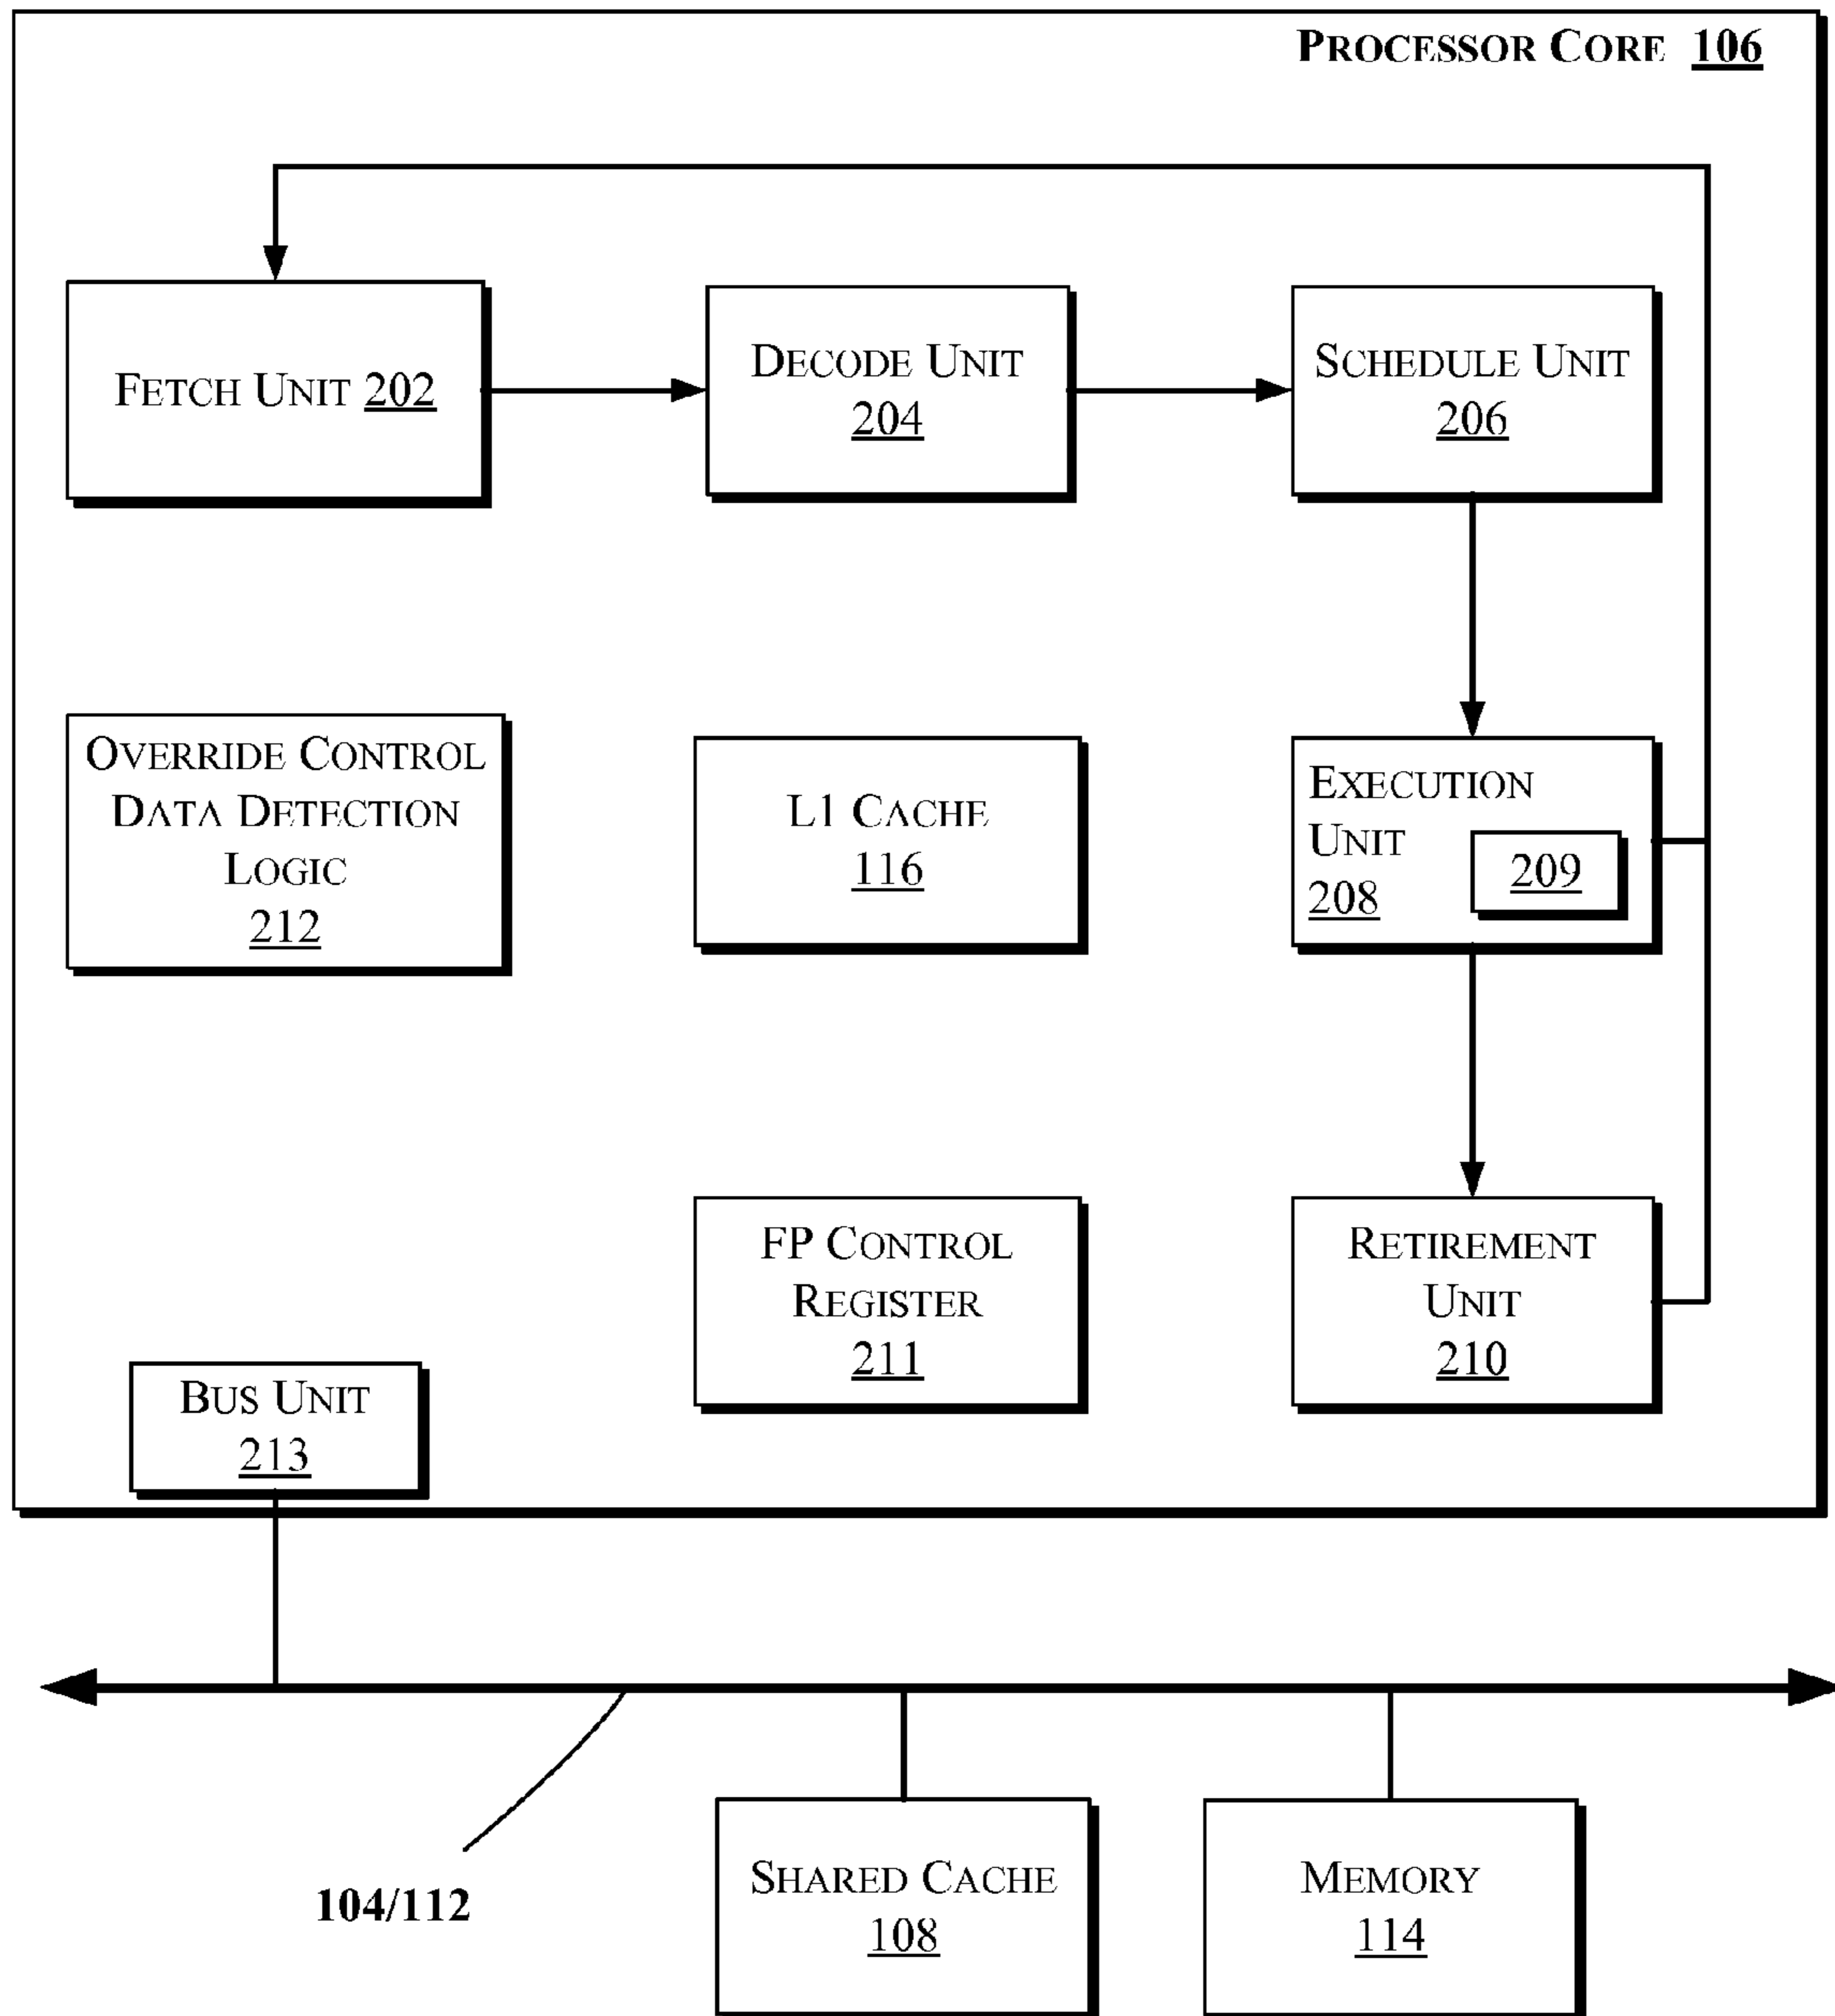 PROCESSOR CORE 106
FETCH UNIT 202
DECODE UNIT
204
SCHEDULE UNIT
206
OVERRIDE CONTROL
DATA DETECTION
LOGIC
212
L1 CACHE
116
EXECUTION
UNIT
208
209
FP CONTROL
REGISTER
211
RETIREMENT
UNIT
210
BUS UNIT
213
104/112
SHARED CACHE
108
MEMORY
114